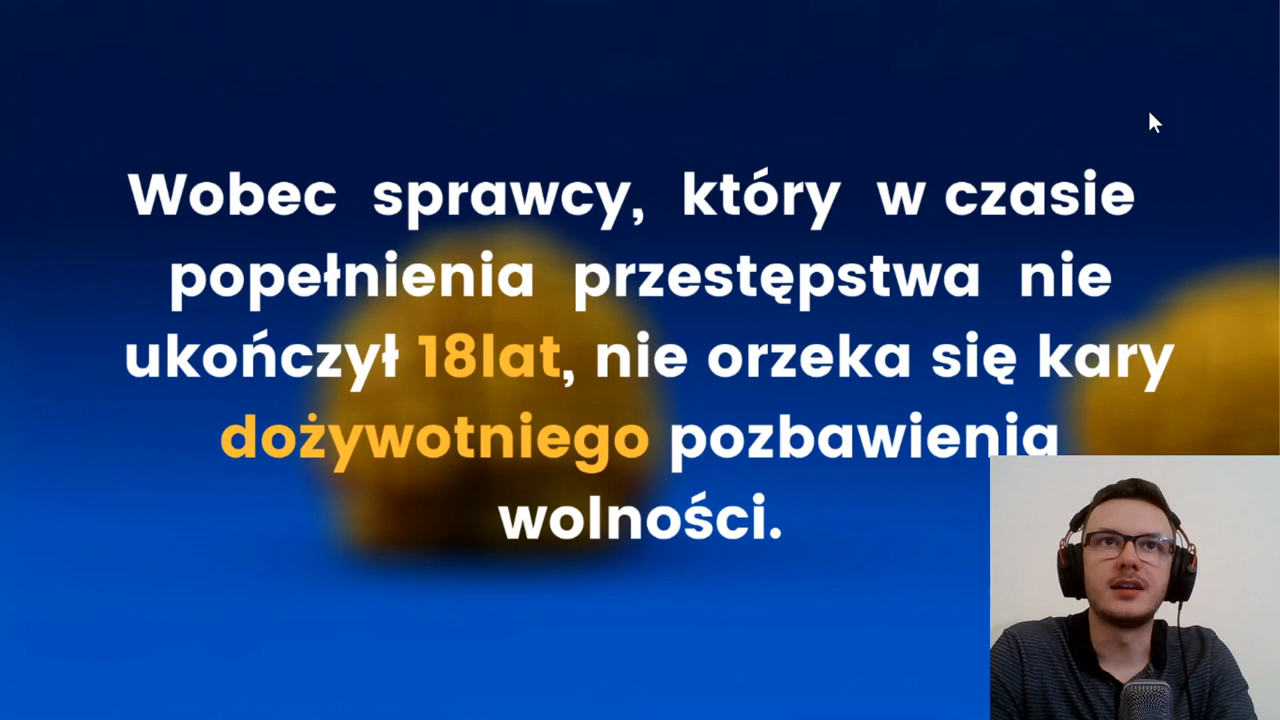 Wobec sprawcy, który w czasie
popełnienia przestępstwa nie
ukończył 18lat, nie orzeka się kary
dożywotniego pozbawienia
wolności.